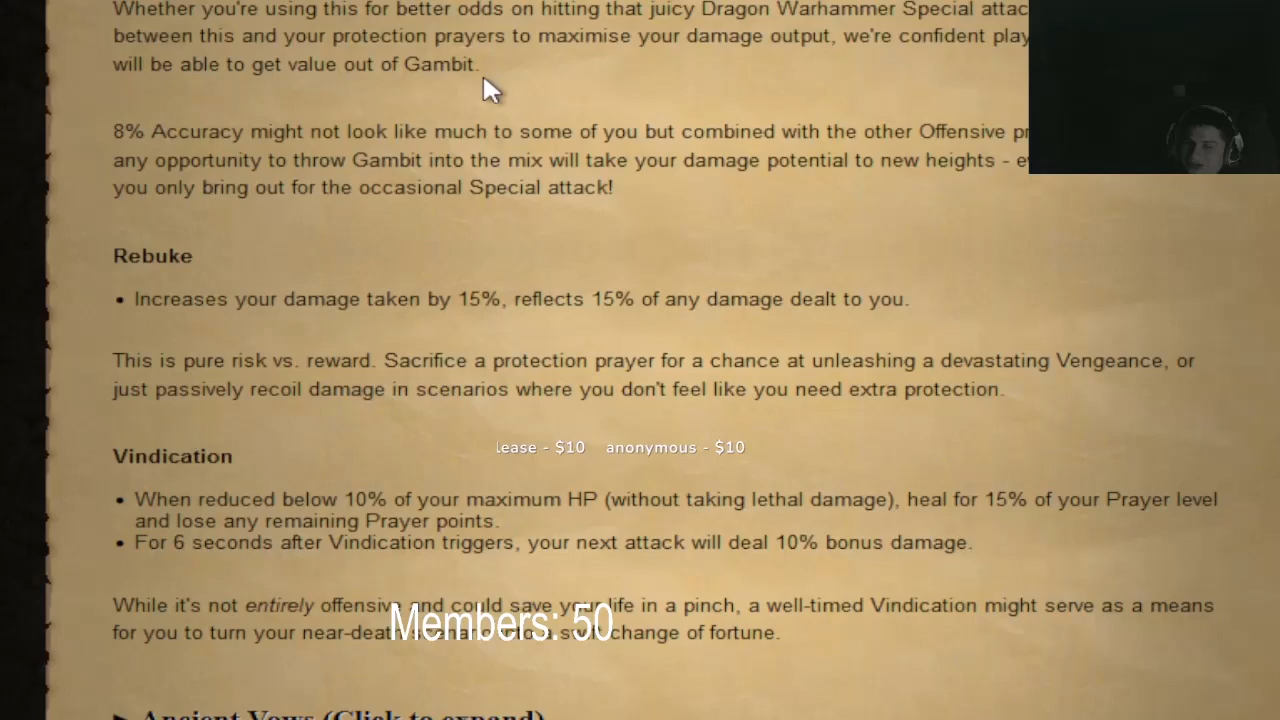 Whether you're using this for better odds on hitting that juicy Dragon Warhammer Special attac
between this and your protection prayers to maximise your damage output, we're confident play
will be able to get value out of Gambit.
8% Accuracy might not look like much to some of you but combined with the other Offensive pr
any opportunity to throw Gambit into the mix will take your damage potential to new heights - e
you only bring out for the occasional Special attack!
Rebuke
• Increases your damage taken by 15%, reflects 15% of any damage dealt to you.
This is pure risk vs. reward. Sacrifice a protection prayer for a chance at unleashing a devastating Vengeance, or
just passively recoil damage in scenarios where you don't feel like you need extra protection.
lease - $10 anonymous - $10
Vindication
• When reduced below 10% of your maximum HP (without taking lethal damage), heal for 15% of your Prayer level
and lose any remaining Prayer points.
• For 6 seconds after Vindication triggers, your next attack will deal 10% bonus damage.
While it's not entirely offensive and could save your life in a pinch, a well-timed Vindication might serve as a means
for you to turn your near-death change of fortune.
Members: 50
► Ancient Vows (Click to expand)